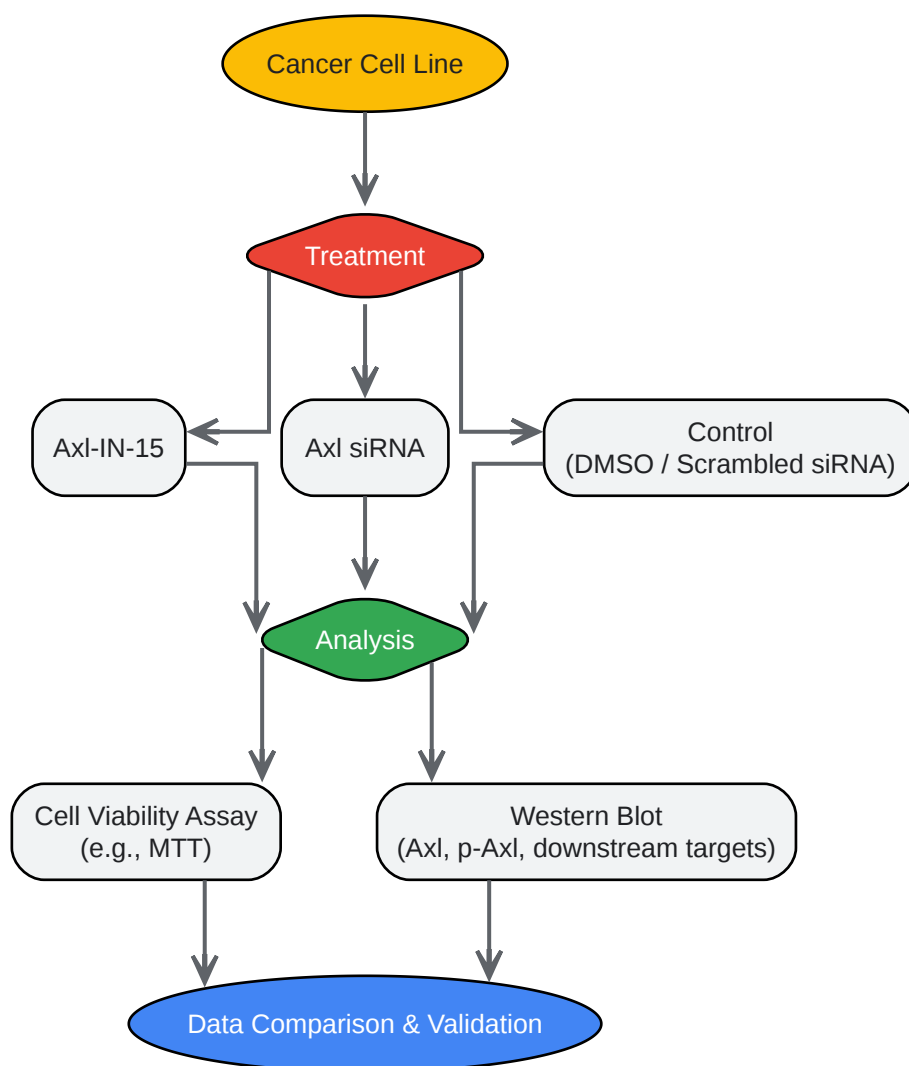 Cancer Cell Line
Treatment
Axl-IN-15
Axl siRNA
Control
(DMSO / Scrambled siRNA)
Analysis
Cell Viability Assay
(e.g., MTT)
Western Blot
(Axl, p-Axl, downstream targets)
Data Comparison & Validation